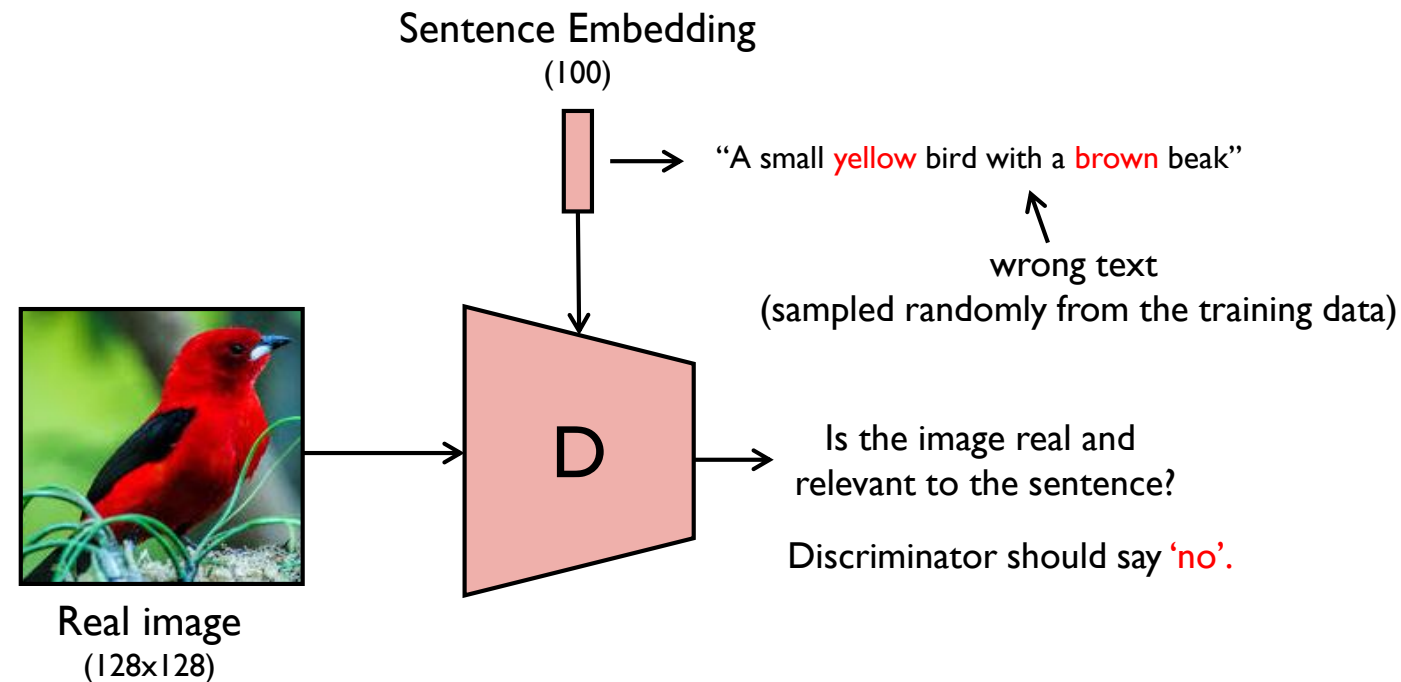 Sentence Embedding
(100)
“A small yellow bird with a brown beak”
wrong text
(sampled randomly from the training data)
D
Is the image real and
relevant to the sentence?
Discriminator should say ‘no’.
Real image
(128x128)